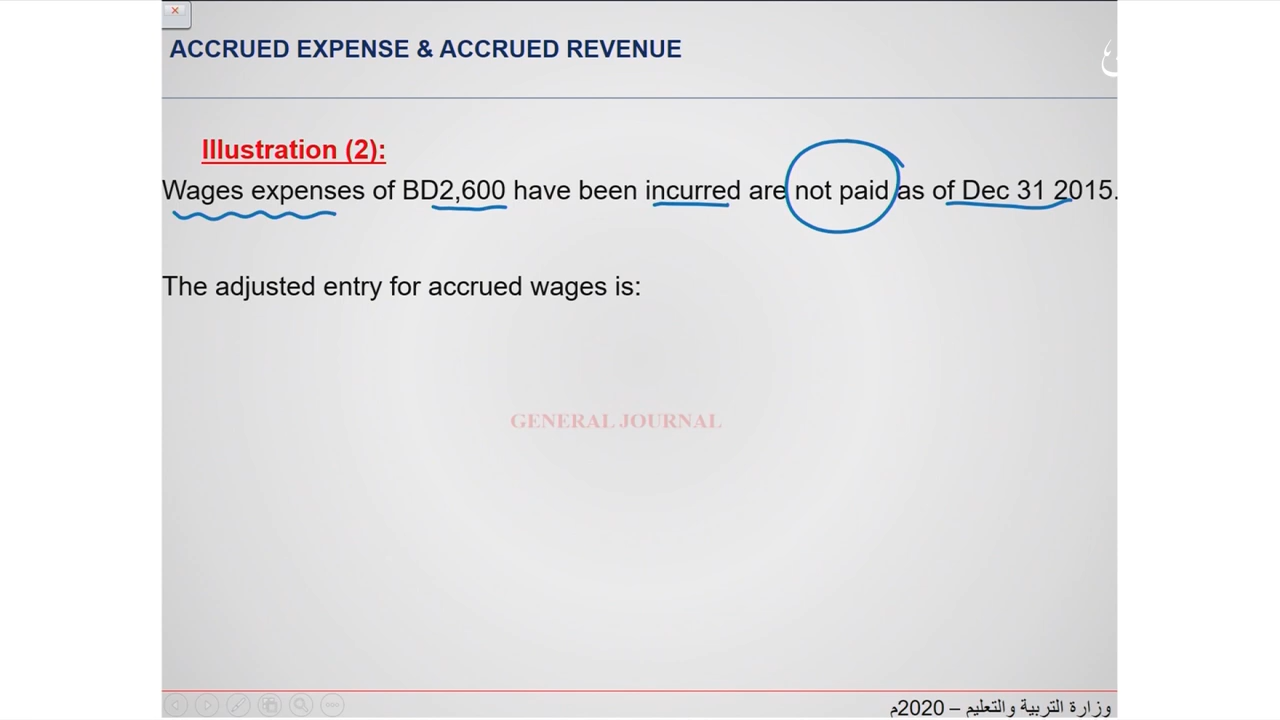 ACCRUED EXPENSE & ACCRUED REVENUE
Illustration (2):
Wages expenses of BD2,600 have been incurred are not paid as of Dec 31 2015.
The adjusted entry for accrued wages is:
GENERAL JOURNAL
وزارة التربية والتعليم – 2020م